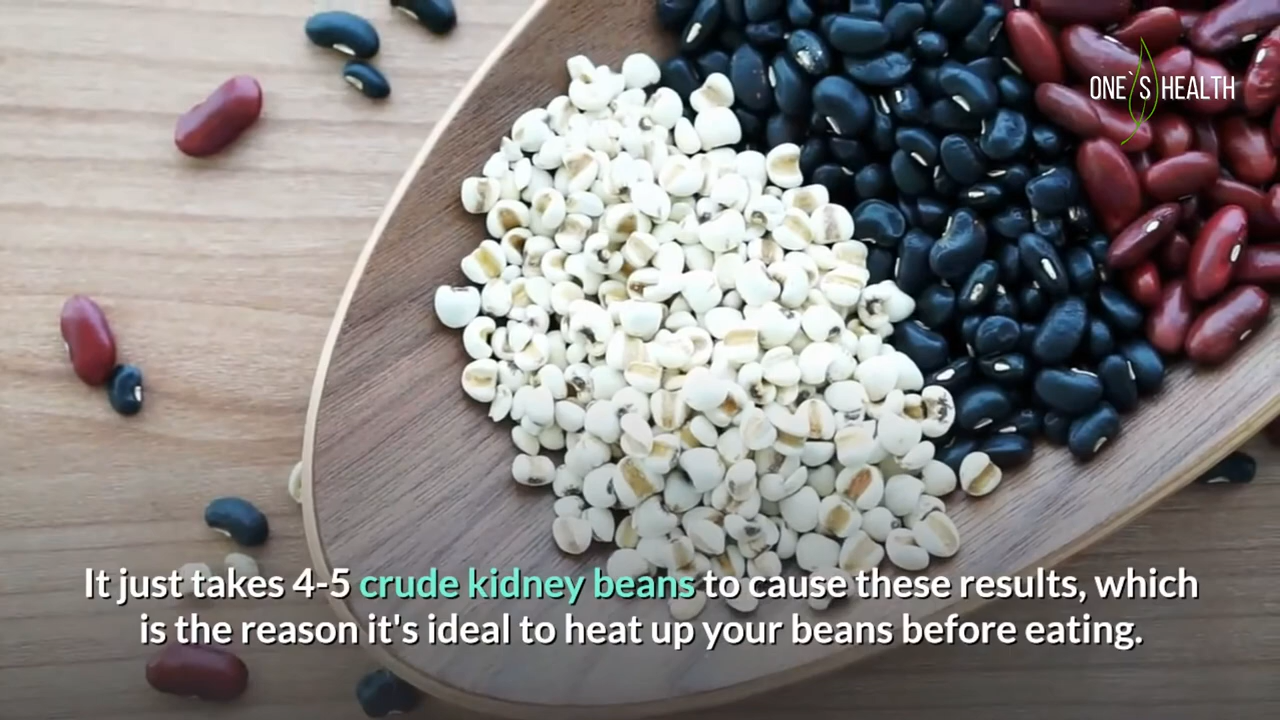 ONE`S HEALTH
It just takes 4-5 crude kidney beans to cause these results, which
is the reason it's ideal to heat up your beans before eating.